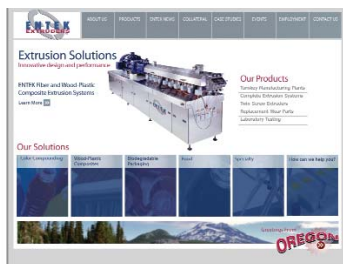 ENTEK
EXTRUDERS
ABOUT US PRODUCTS ENTEK NEWS COLLATERAL CASE STUDIES EVENTS EMPLOYMENT CONTACT US
Extrusion Solutions
Innovative design and performance
ENTEK Fiber and Wood-Plastic
Composite Extrusion Systems
Learn More
Our Products
Turnkey Manufacturing Plants
Complete Extrusion Systems
Twin Screw Extruders
Replacement Wear Parts
Laboratory Testing
Our Solutions
Color Compounding
Wood-Plastic
Composites
Biodegradable
Packaging
Food
Specialty
How can we help you?
OREGON